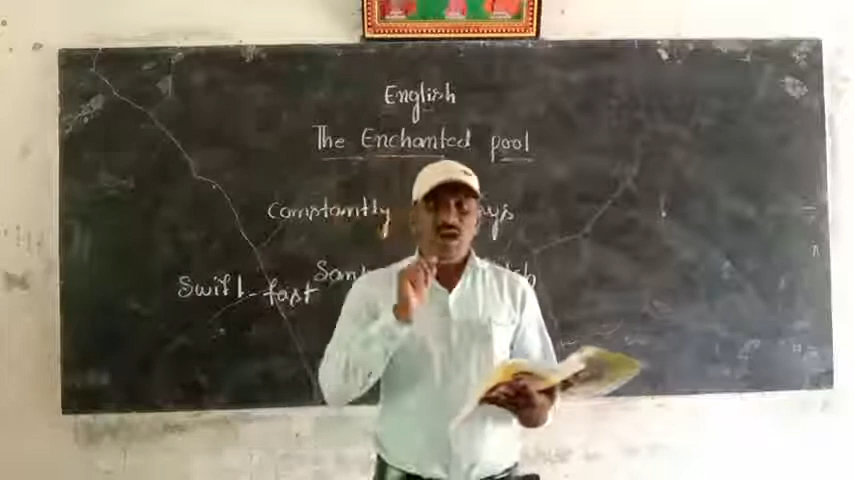 English
The Enchanted pool
constantly
Swift - fast